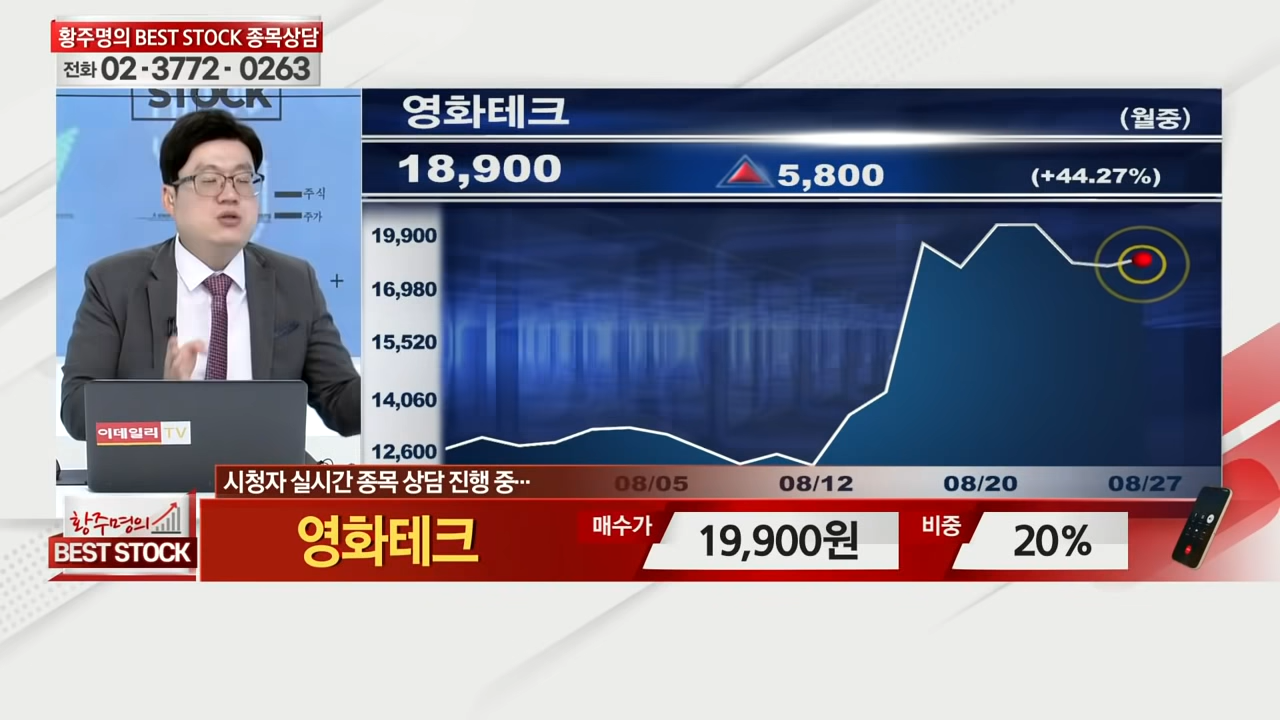 황주명의 BEST STOCK 종목상담
전화 02-3772-0263
STOCK
주식
주가
이데일리 TV
영화테크
(월중)
18,900
5,800
(+44.27%)
19,900
16,980
15,520
14,060
12,600
08/05
08/12
08/20
08/27
시청자 실시간 종목 상담 진행 중…
황주명의
BEST STOCK
영화테크
매수가
19,900원
비중
20%